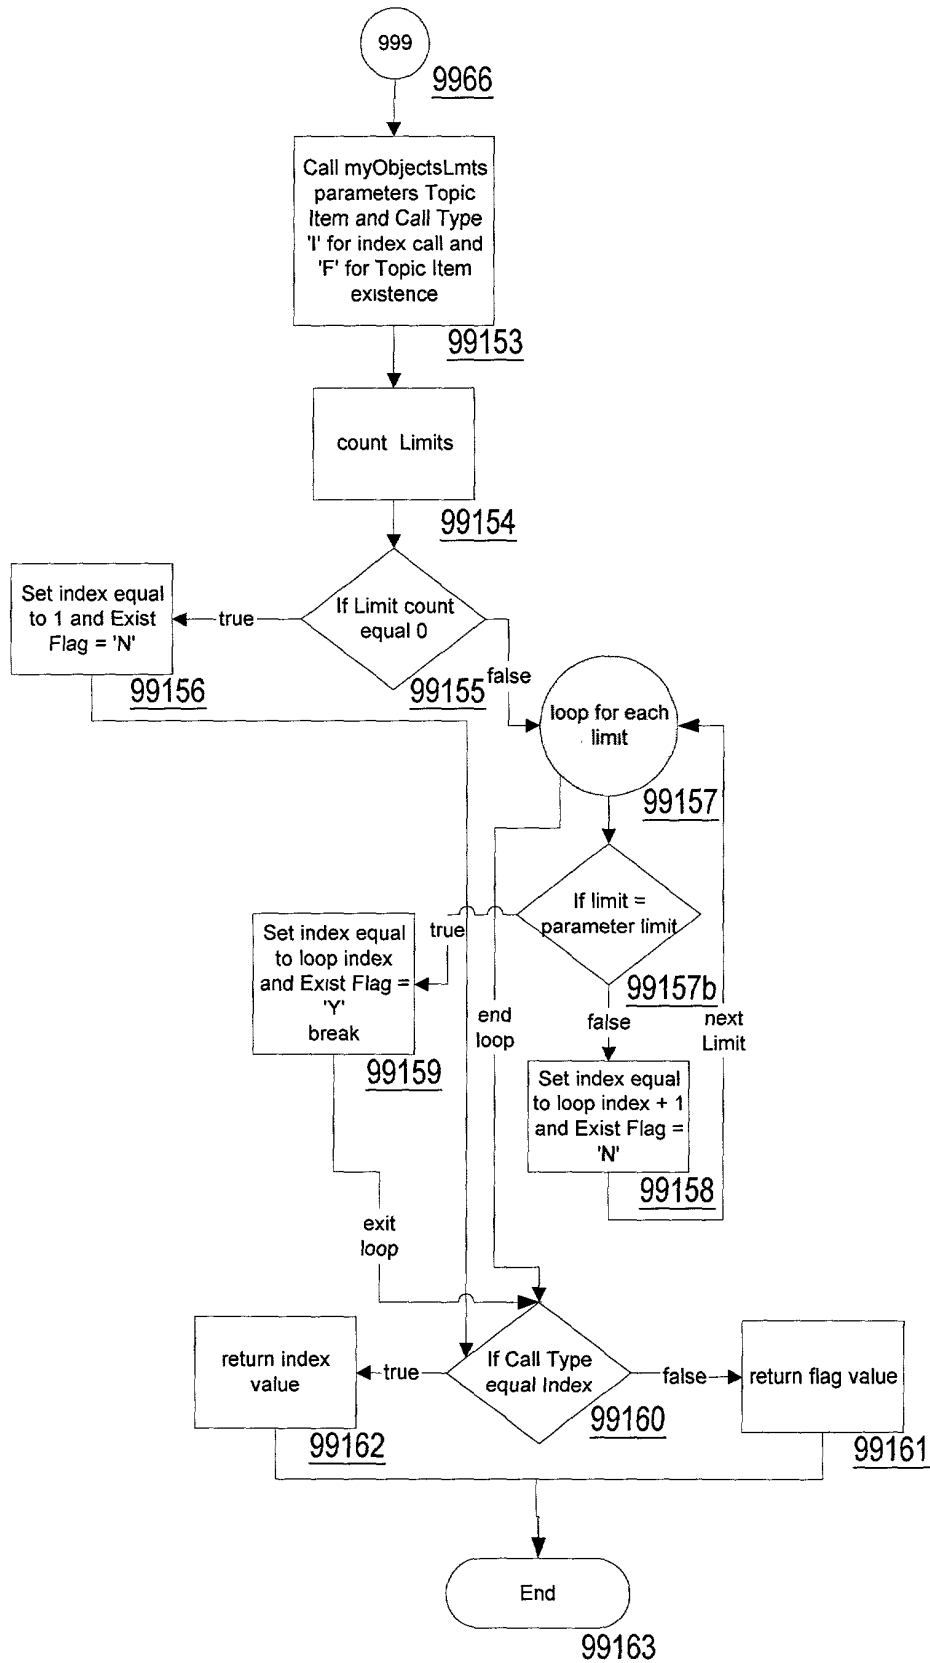 999
9966
Call myObjectsLmts
parameters Topic
Item and Call Type
'I' for index call and
'F' for Topic Item
existence
99153
count Limits
99154
If Limit count
equal 0
true
Set index equal
to 1 and Exist
Flag = 'N'
99156
99155
false
loop for each
limit
99157
If limit =
parameter limit
true
Set index equal
to loop index
and Exist Flag =
'Y'
break
99159
99157b
false
next
Limit
end
loop
Set index equal
to loop index + 1
and Exist Flag =
'N'
99158
exit
loop
If Call Type
equal Index
99160
true
return index
value
99162
false
return flag value
99161
End
99163